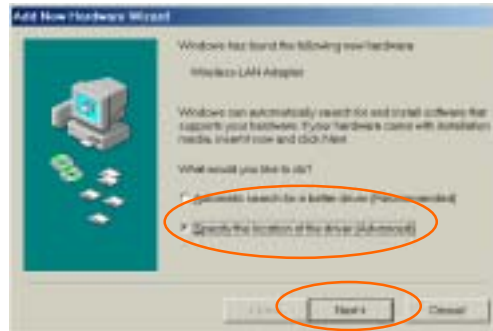 Add New Hardware Wizard
Windows has found the following new hardware:
Wireless LAN Adapter
Windows can automatically search for and install software that
supports your hardware. If your hardware came with installation
media, insert it now and click Next.
What would you like to do?
Automatic search for a better driver (Recommended)
Specify the location of the driver (Advanced)
Next >
Cancel